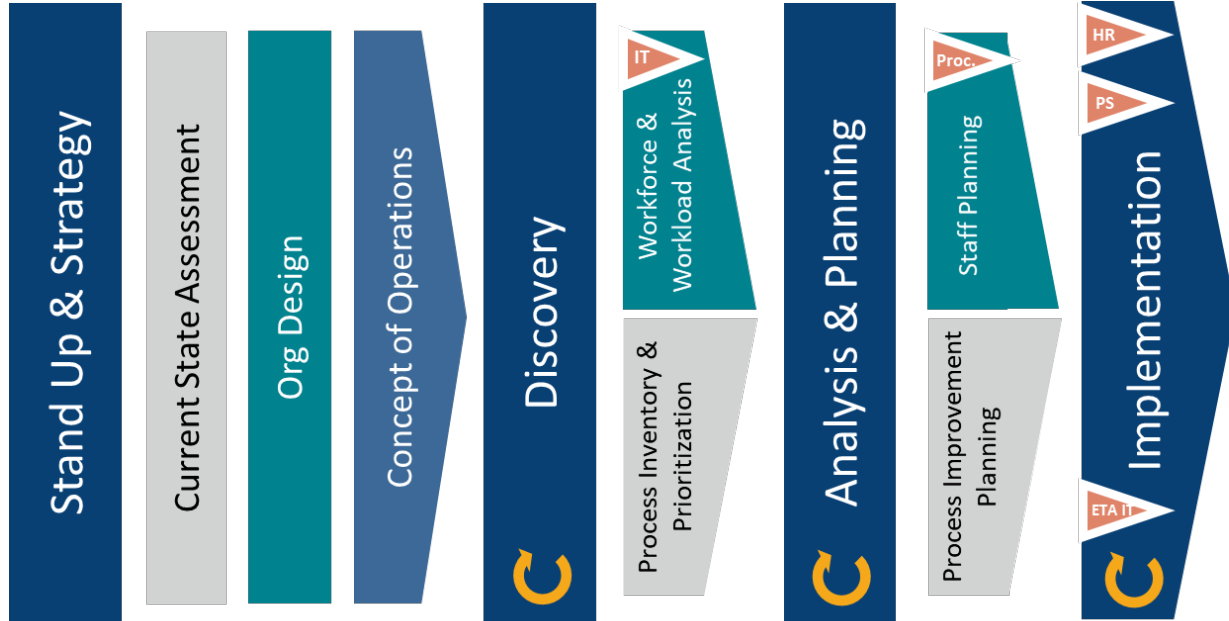 Stand Up & Strategy
Current State Assessment
Org Design
Concept of Operations
Discovery
IT
Workforce &
Workload Analysis
Process Inventory &
Prioritization
Analysis & Planning
Proc.
Staff Planning
Process Improvement
Planning
HR
PS
Implementation
ETA IT